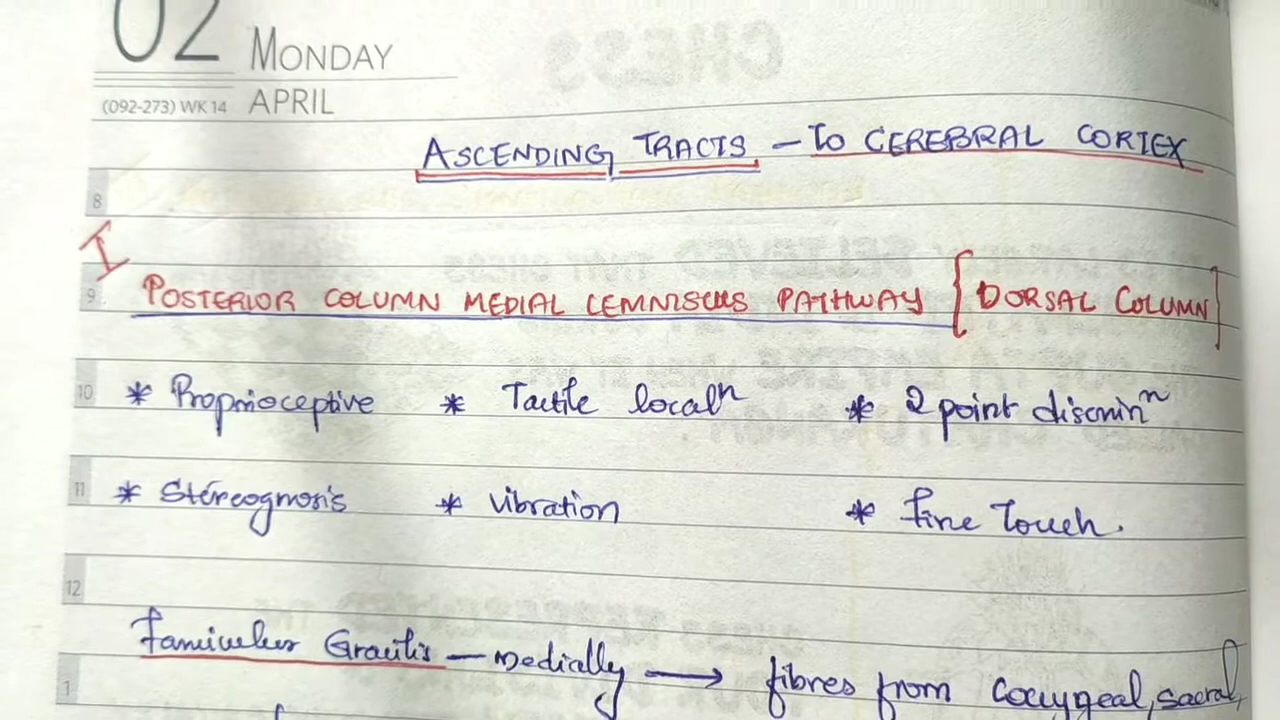 02 MONDAY
(092-273) WK 14 APRIL
ASCENDING TRACTS – To CEREBRAL CORTEX
8
I
9 POSTERIOR COLUMN MEDIAL LEMNISCUS PATHWAY [DORSAL COLUMN]
10 * Proprioceptive * Tactile localⁿ * 2 point discriminⁿ
11 * Stereognosis * Vibration * Fine Touch.
12
Faniculus Gracilis — medially → fibres from coccygeal, sacral,
1